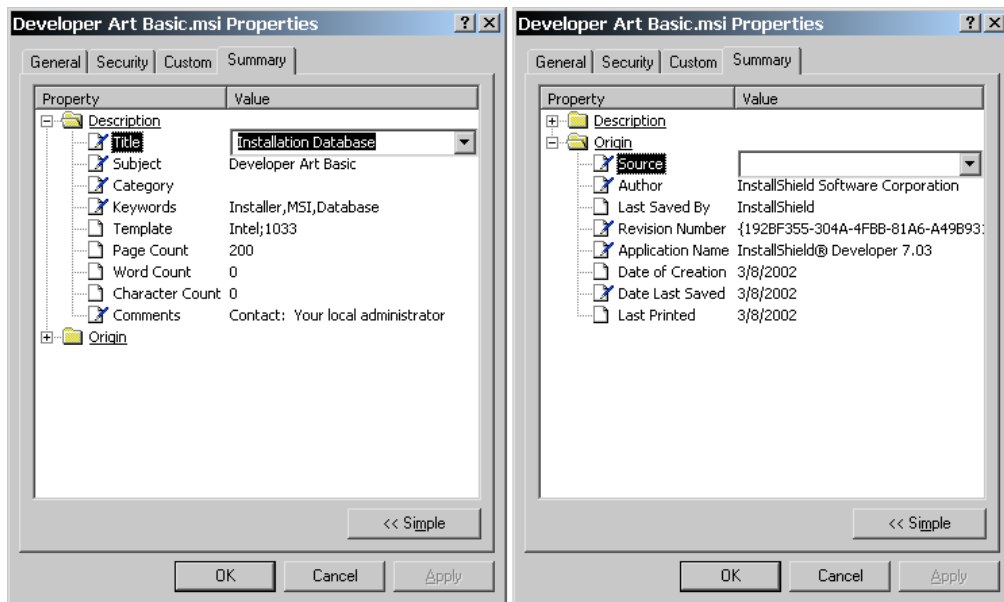 Developer Art Basic.msi Properties
General Security Custom Summary
Property Value
Description
Title Installation Database
Subject Developer Art Basic
Category
Keywords Installer,MSI,Database
Template Intel;1033
Page Count 200
Word Count 0
Character Count 0
Comments Contact: Your local administrator
Origin
<< Simple
OK Cancel Apply
Developer Art Basic.msi Properties
General Security Custom Summary
Property Value
Description
Origin
Source
Author InstallShield Software Corporation
Last Saved By InstallShield
Revision Number {192BF355-304A-4FBB-81A6-A49B93
Application Name InstallShield® Developer 7.03
Date of Creation 3/8/2002
Date Last Saved 3/8/2002
Last Printed 3/8/2002
<< Simple
OK Cancel Apply